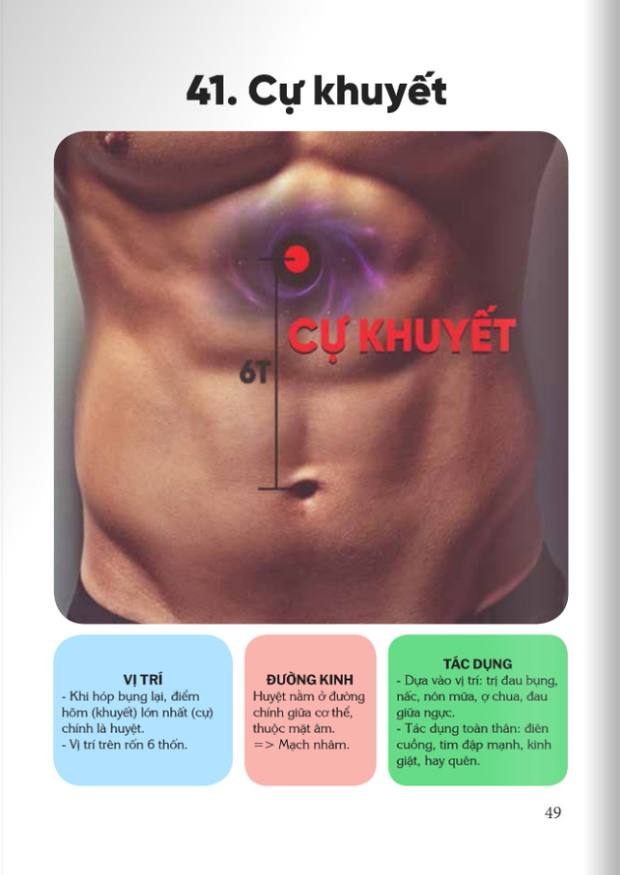 41. Cự khuyết
CỰ KHUYẾT
6T
VỊ TRÍ
- Khi hóp bụng lại, điểm
hõm (khuyết) lớn nhất (cự)
chính là huyệt.
- Vị trí trên rốn 6 thốn.
ĐƯỜNG KINH
Huyệt nằm ở đường
chính giữa cơ thể,
thuộc mặt âm.
=> Mạch nhâm.
TÁC DỤNG
- Dựa vào vị trí: trị đau bụng,
nấc, nôn mửa, ợ chua, đau
giữa ngực.
- Tác dụng toàn thân: điên
cuồng, tim đập mạnh, kinh
giật, hay quên.
49